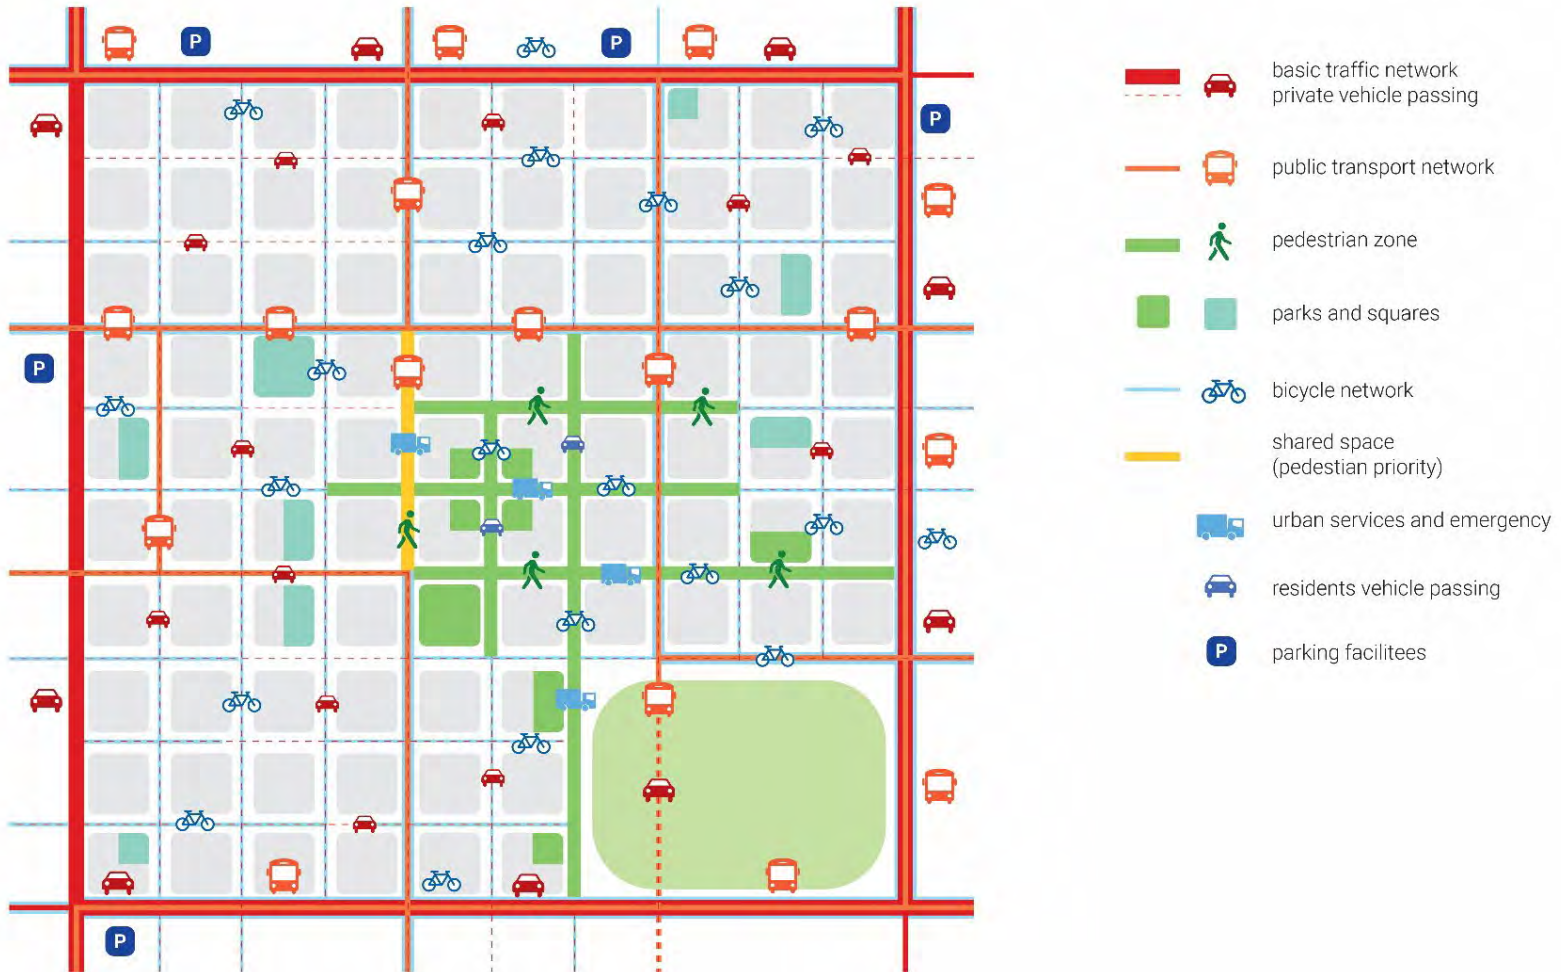 P
P
P
P
P
basic traffic network
private vehicle passing
public transport network
pedestrian zone
parks and squares
bicycle network
shared space
(pedestian priority)
urban services and emergency
residents vehicle passing
P
parking facilitees